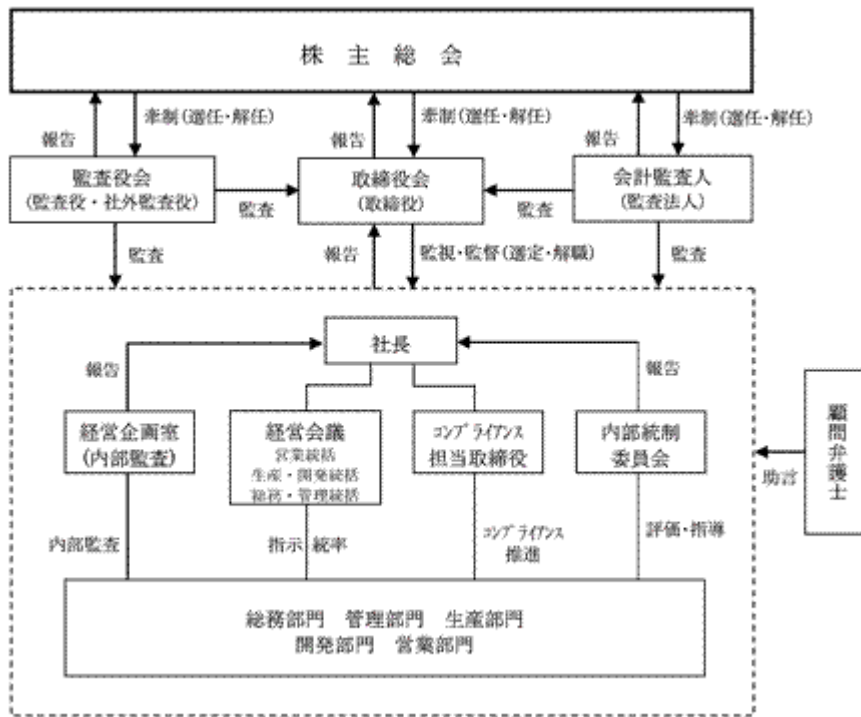 株主総会
報告
牽制(選任・解任)
報告
牽制(選任・解任)
報告
牽制(選任・解任)
監査役会
(監査役・社外監査役)
監査
取締役会
(取締役)
監査
会計監査人
(監査法人)
監査
報告
監視・監督(選定・解職)
監査
社長
報告
報告
経営企画室
(内部監査)
経営会議
営業統括
生産・開発統括
総務・管理統括
コンプライアンス
担当取締役
内部統制
委員会
顧問弁護士
助言
内部監査
指示 統率
コンプライアンス
推進
評価・指導
総務部門 管理部門 生産部門
開発部門 営業部門